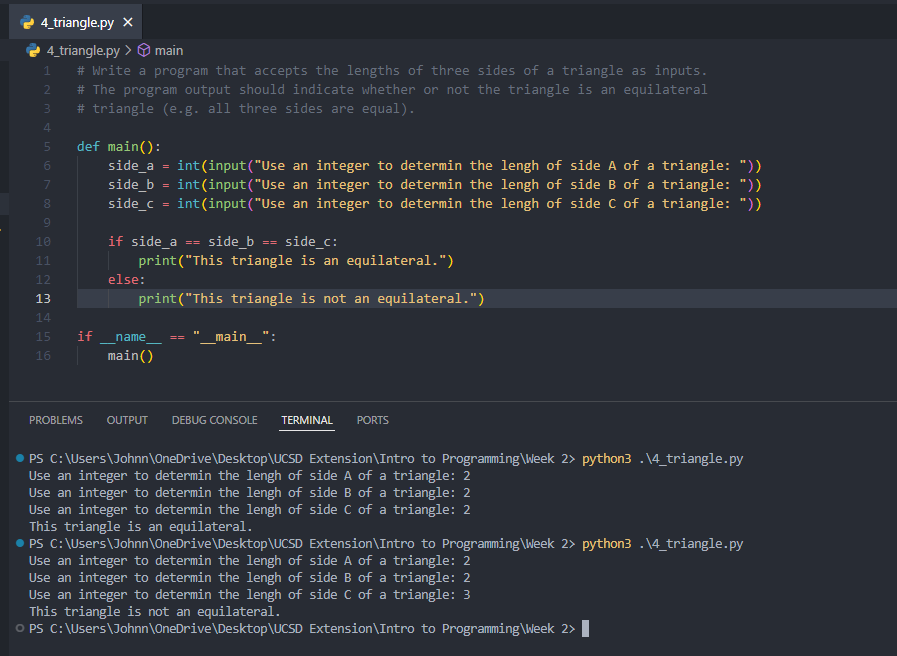 4_triangle.py ×
4_triangle.py > main
1 # Write a program that accepts the lengths of three sides of a triangle as inputs.
2 # The program output should indicate whether or not the triangle is an equilateral
3 # triangle (e.g. all three sides are equal).
4
5 def main():
6 side_a = int(input("Use an integer to determin the lengh of side A of a triangle: "))
7 side_b = int(input("Use an integer to determin the lengh of side B of a triangle: "))
8 side_c = int(input("Use an integer to determin the lengh of side C of a triangle: "))
9
10 if side_a == side_b == side_c:
11 print("This triangle is an equilateral.")
12 else:
13 print("This triangle is not an equilateral.")
14
15 if __name__ == "__main__":
16 main()
PROBLEMS OUTPUT DEBUG CONSOLE TERMINAL PORTS
PS C:\Users\Johnn\OneDrive\Desktop\UCSD Extension\Intro to Programming\Week 2> python3 .\4_triangle.py
Use an integer to determin the lengh of side A of a triangle: 2
Use an integer to determin the lengh of side B of a triangle: 2
Use an integer to determin the lengh of side C of a triangle: 2
This triangle is an equilateral.
PS C:\Users\Johnn\OneDrive\Desktop\UCSD Extension\Intro to Programming\Week 2> python3 .\4_triangle.py
Use an integer to determin the lengh of side A of a triangle: 2
Use an integer to determin the lengh of side B of a triangle: 2
Use an integer to determin the lengh of side C of a triangle: 3
This triangle is not an equilateral.
PS C:\Users\Johnn\OneDrive\Desktop\UCSD Extension\Intro to Programming\Week 2>